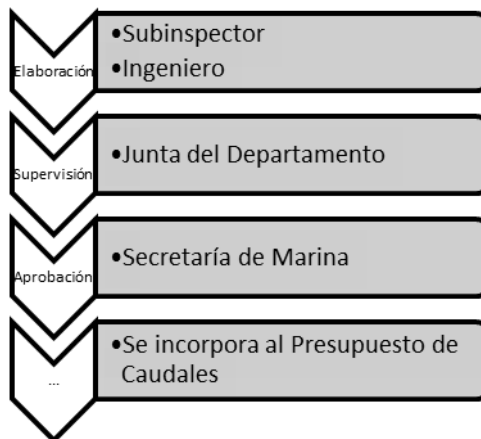 Elaboración
•Subinspector
•Ingeniero
Supervisión
•Junta del Departamento
Aprobación
•Secretaría de Marina
...
•Se incorpora al Presupuesto de
Caudales